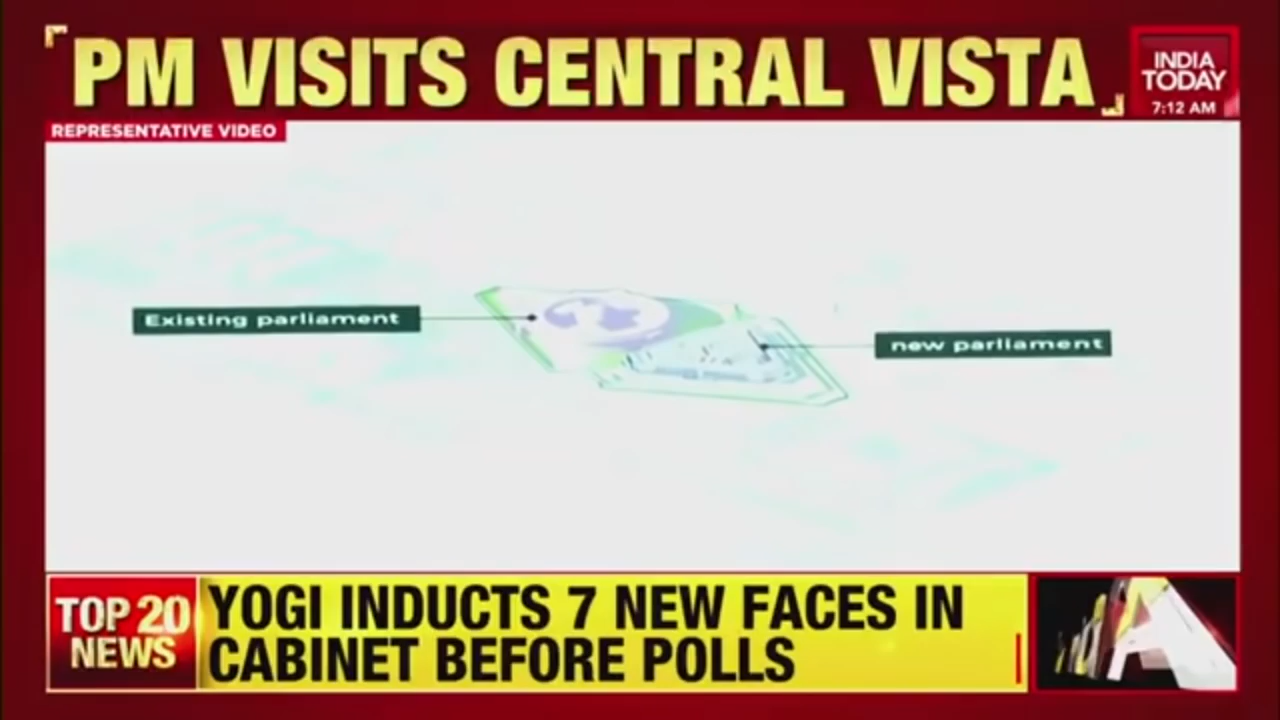 PM VISITS CENTRAL VISTA
INDIA
TODAY
7:12 AM
REPRESENTATIVE VIDEO
Existing parliament
new parliament
TOP 20
NEWS
YOGI INDUCTS 7 NEW FACES IN
CABINET BEFORE POLLS